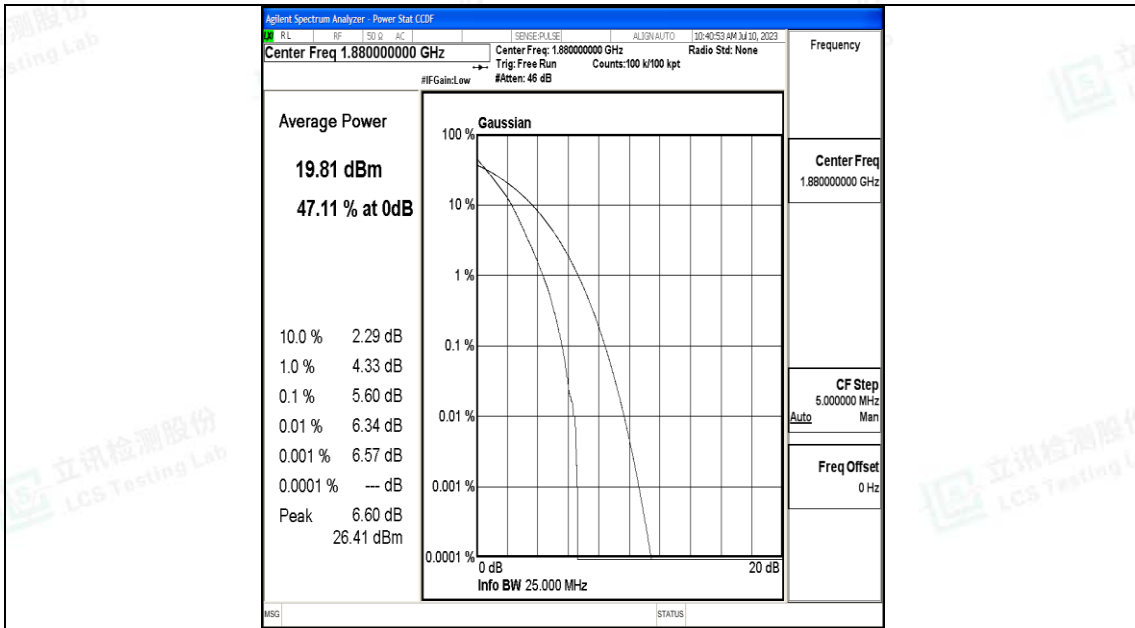 Agilent Spectrum Analyzer - Power Stat CCDF
RL RF 50 Ω AC SENSE:PULSE ALIGN AUTO 10:40:53 AM Jul 10, 2023
Center Freq 1.880000000 GHz
Center Freq: 1.880000000 GHz Radio Std: None
Trig: Free Run Counts:100 k/100 kpt
#IFGain:Low #Atten: 46 dB
Frequency
Average Power
19.81 dBm
47.11 % at 0dB
10.0 % 2.29 dB
1.0 % 4.33 dB
0.1 % 5.60 dB
0.01 % 6.34 dB
0.001 % 6.57 dB
0.0001 % --- dB
Peak 6.60 dB
26.41 dBm
Gaussian
100 %
10 %
1 %
0.1 %
0.01 %
0.001 %
0.0001 %
0 dB 20 dB
Info BW 25.000 MHz
Center Freq
1.880000000 GHz
CF Step
5.000000 MHz
Auto Man
Freq Offset
0 Hz
MSG STATUS
立讯检测股份
LCS Testing Lab
立讯检测股份